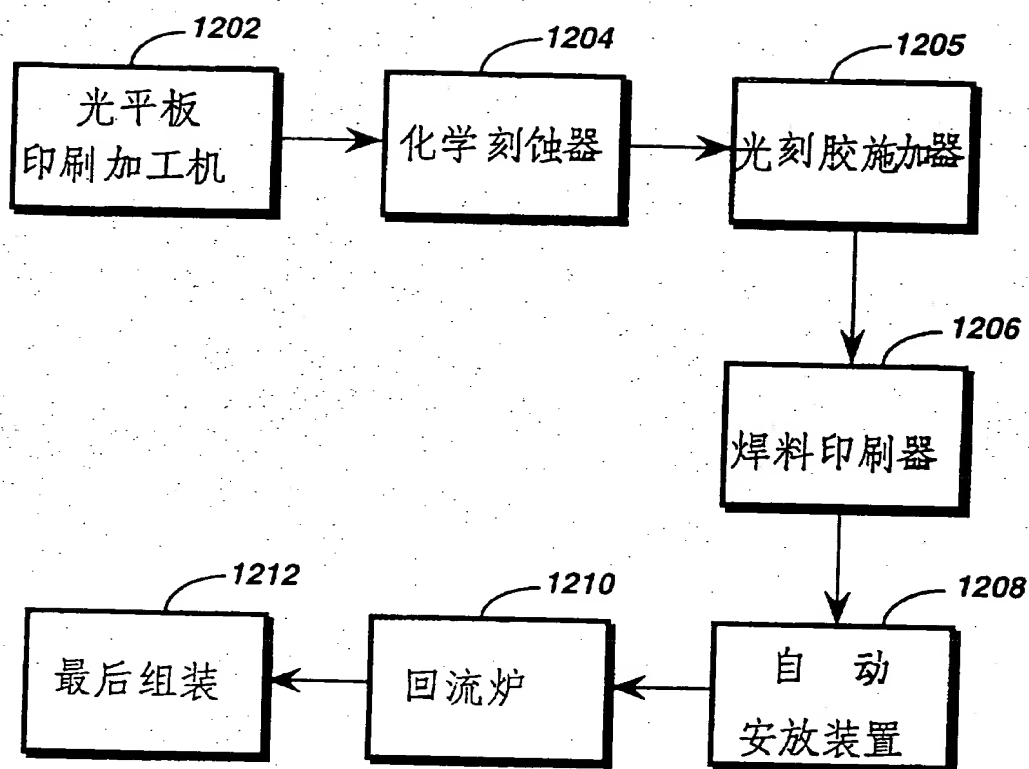 1202
光平板
印刷加工机
1204
化学刻蚀器
1205
光刻胶施加器
1206
焊料印刷器
1208
自 动
安放装置
1210
回流炉
1212
最后组装